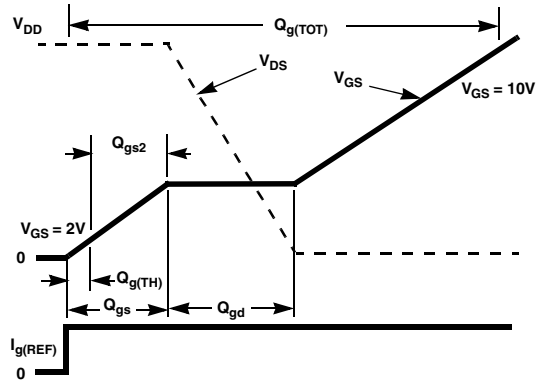 V_DD
Q_g(TOT)
V_DS
V_GS
V_GS = 10V
Q_gs2
V_GS = 2V
0
Q_g(TH)
Q_gs
Q_gd
I_g(REF)
0